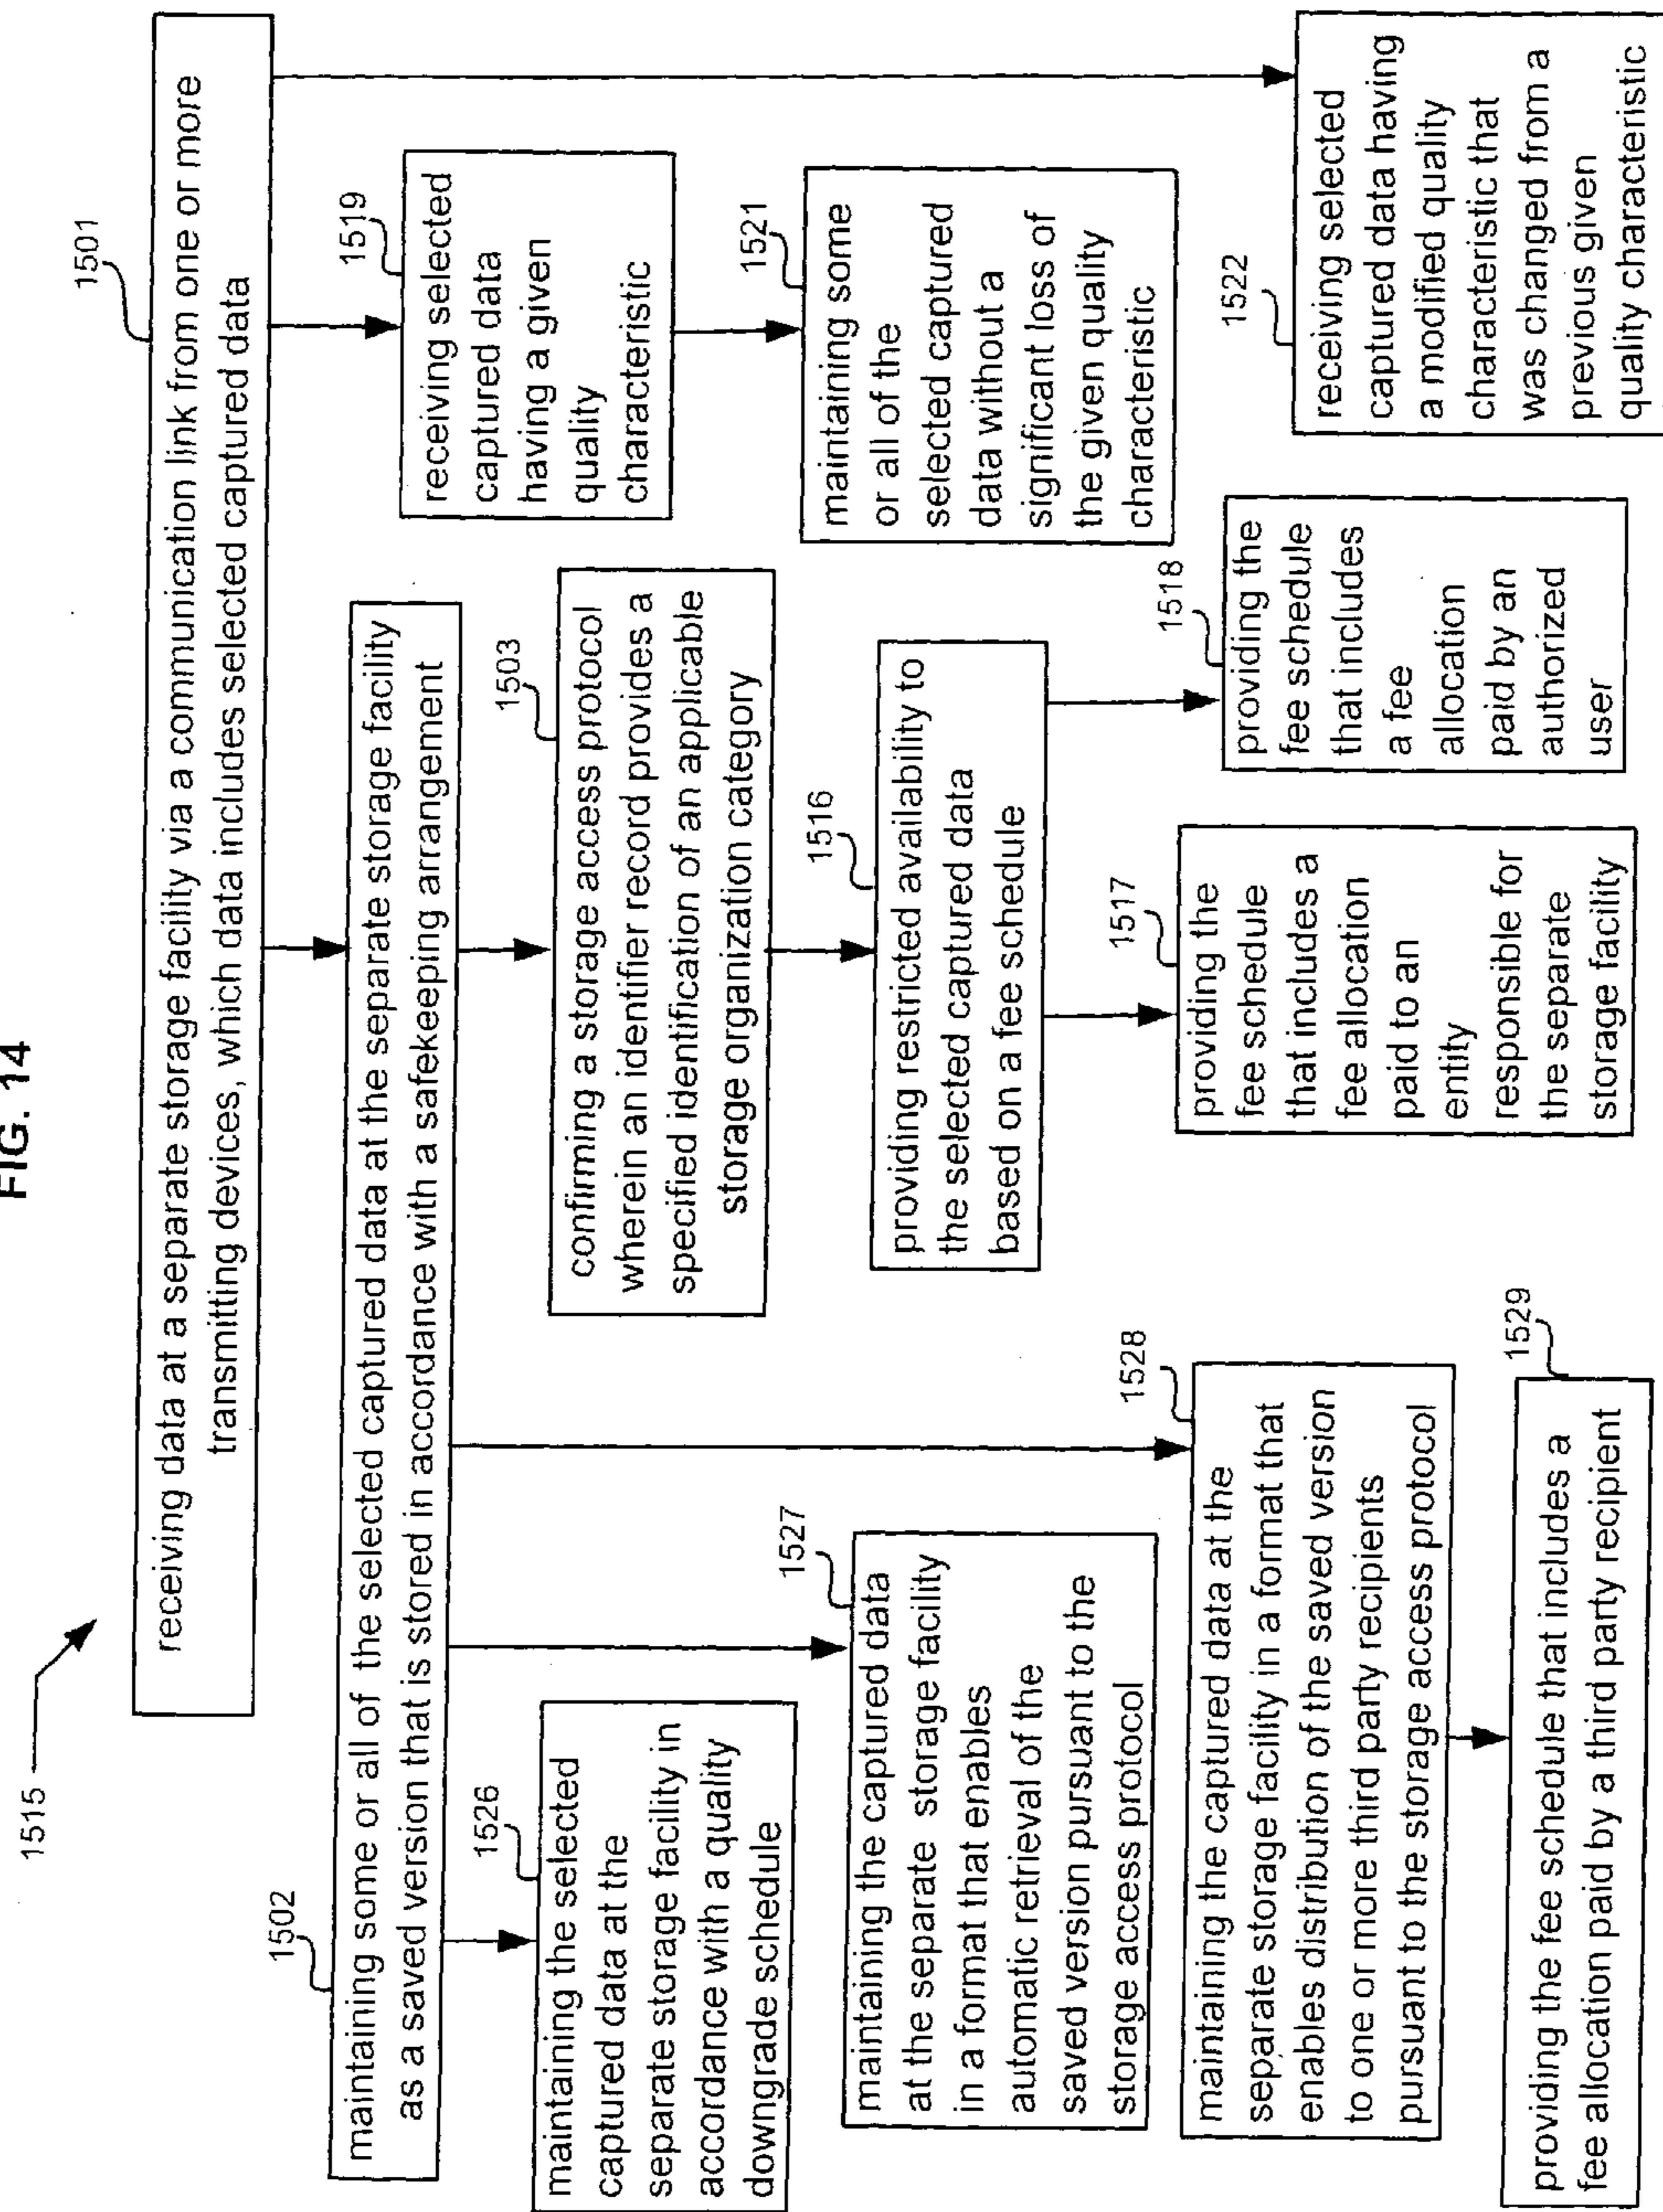 FIG. 14
1515
1501
receiving data at a separate storage facility via a communication link from one or more
transmitting devices, which data includes selected captured data
1502
maintaining some or all of the selected captured data at the separate storage facility
as a saved version that is stored in accordance with a safekeeping arrangement
1526
maintaining the selected
captured data at the
separate storage facility in
accordance with a quality
downgrade schedule
1527
maintaining the captured data
at the separate storage facility
in a format that enables
automatic retrieval of the
saved version pursuant to the
storage access protocol
1528
maintaining the captured data at the
separate storage facility in a format that
enables distribution of the saved version
to one or more third party recipients
pursuant to the storage access protocol
1529
providing the fee schedule that includes a
fee allocation paid by a third party recipient
1503
confirming a storage access protocol
wherein an identifier record provides a
specified identification of an applicable
storage organization category
1516
providing restricted availability to
the selected captured data
based on a fee schedule
1517
providing the
fee schedule
that includes a
fee allocation
paid to an
entity
responsible for
the separate
storage facility
1518
providing the
fee schedule
that includes
a fee
allocation
paid by an
authorized
user
1519
receiving selected
captured data
having a given
quality
characteristic
1521
maintaining some
or all of the
selected captured
data without a
significant loss of
the given quality
characteristic
1522
receiving selected
captured data having
a modified quality
characteristic that
was changed from a
previous given
quality characteristic